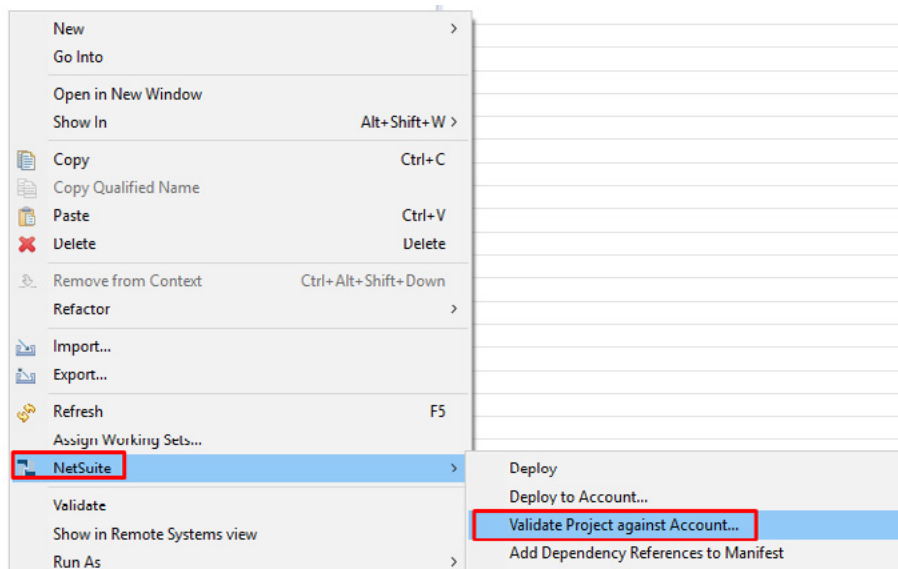 New
Go Into
Open in New Window
Show In Alt+Shift+W
Copy Ctrl+C
Copy Qualified Name
Paste Ctrl+V
Delete Delete
Remove from Context Ctrl+Alt+Shift+Down
Refactor
Import...
Export...
Refresh F5
Assign Working Sets...
NetSuite
Deploy
Validate
Deploy to Account...
Show in Remote Systems view
Validate Project against Account...
Run As
Add Dependency References to Manifest